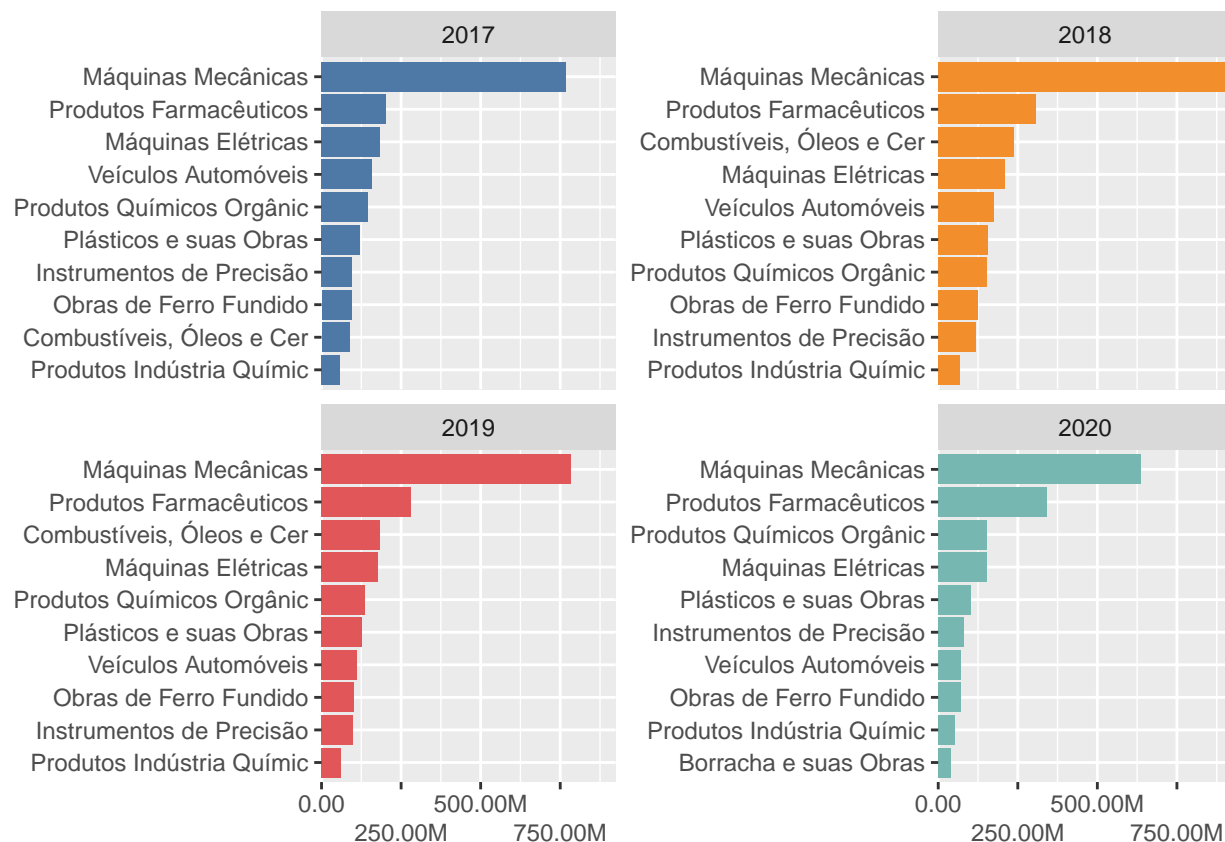 2017
Máquinas Mecânicas
Produtos Farmacêuticos
Máquinas Elétricas
Veículos Automóveis
Produtos Químicos Orgânic
Plásticos e suas Obras
Instrumentos de Precisão
Obras de Ferro Fundido
Combustíveis, Óleos e Cer
Produtos Indústria Químic
2018
Máquinas Mecânicas
Produtos Farmacêuticos
Combustíveis, Óleos e Cer
Máquinas Elétricas
Veículos Automóveis
Plásticos e suas Obras
Produtos Químicos Orgânic
Obras de Ferro Fundido
Instrumentos de Precisão
Produtos Indústria Químic
2019
Máquinas Mecânicas
Produtos Farmacêuticos
Combustíveis, Óleos e Cer
Máquinas Elétricas
Produtos Químicos Orgânic
Plásticos e suas Obras
Veículos Automóveis
Obras de Ferro Fundido
Instrumentos de Precisão
Produtos Indústria Químic
0.00 500.00M
250.00M 750.00M
2020
Máquinas Mecânicas
Produtos Farmacêuticos
Produtos Químicos Orgânic
Máquinas Elétricas
Plásticos e suas Obras
Instrumentos de Precisão
Veículos Automóveis
Obras de Ferro Fundido
Produtos Indústria Químic
Borracha e suas Obras
0.00 500.00M
250.00M 750.00M